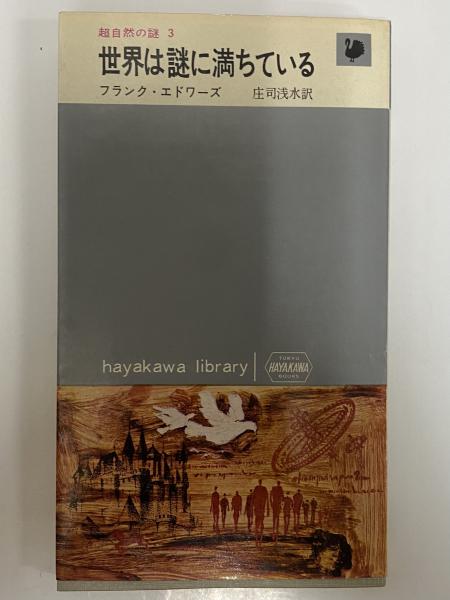 超自然の謎 3
世界は謎に満ちている
フランク・エドワーズ 庄司浅水訳
hayakawa library
TOKYO
HAYAKAWA
BOOKS